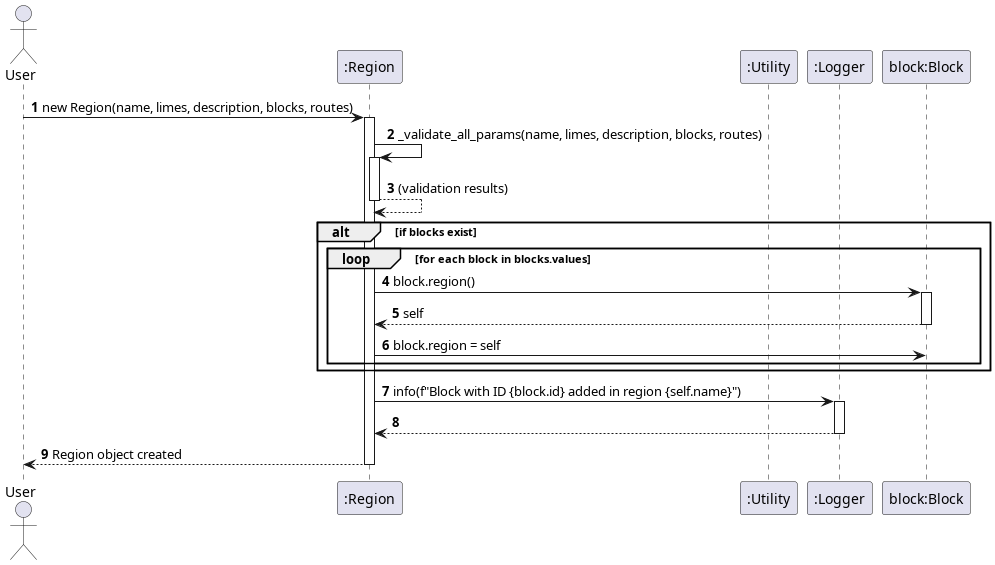 User
:Region
:Utility
:Logger
block:Block
1 new Region(name, limes, description, blocks, routes)
2 _validate_all_params(name, limes, description, blocks, routes)
3 (validation results)
alt [if blocks exist]
loop [for each block in blocks.values]
4 block.region()
5 self
6 block.region = self
7 info(f"Block with ID {block.id} added in region {self.name}")
8
9 Region object created
User
:Region
:Utility
:Logger
block:Block